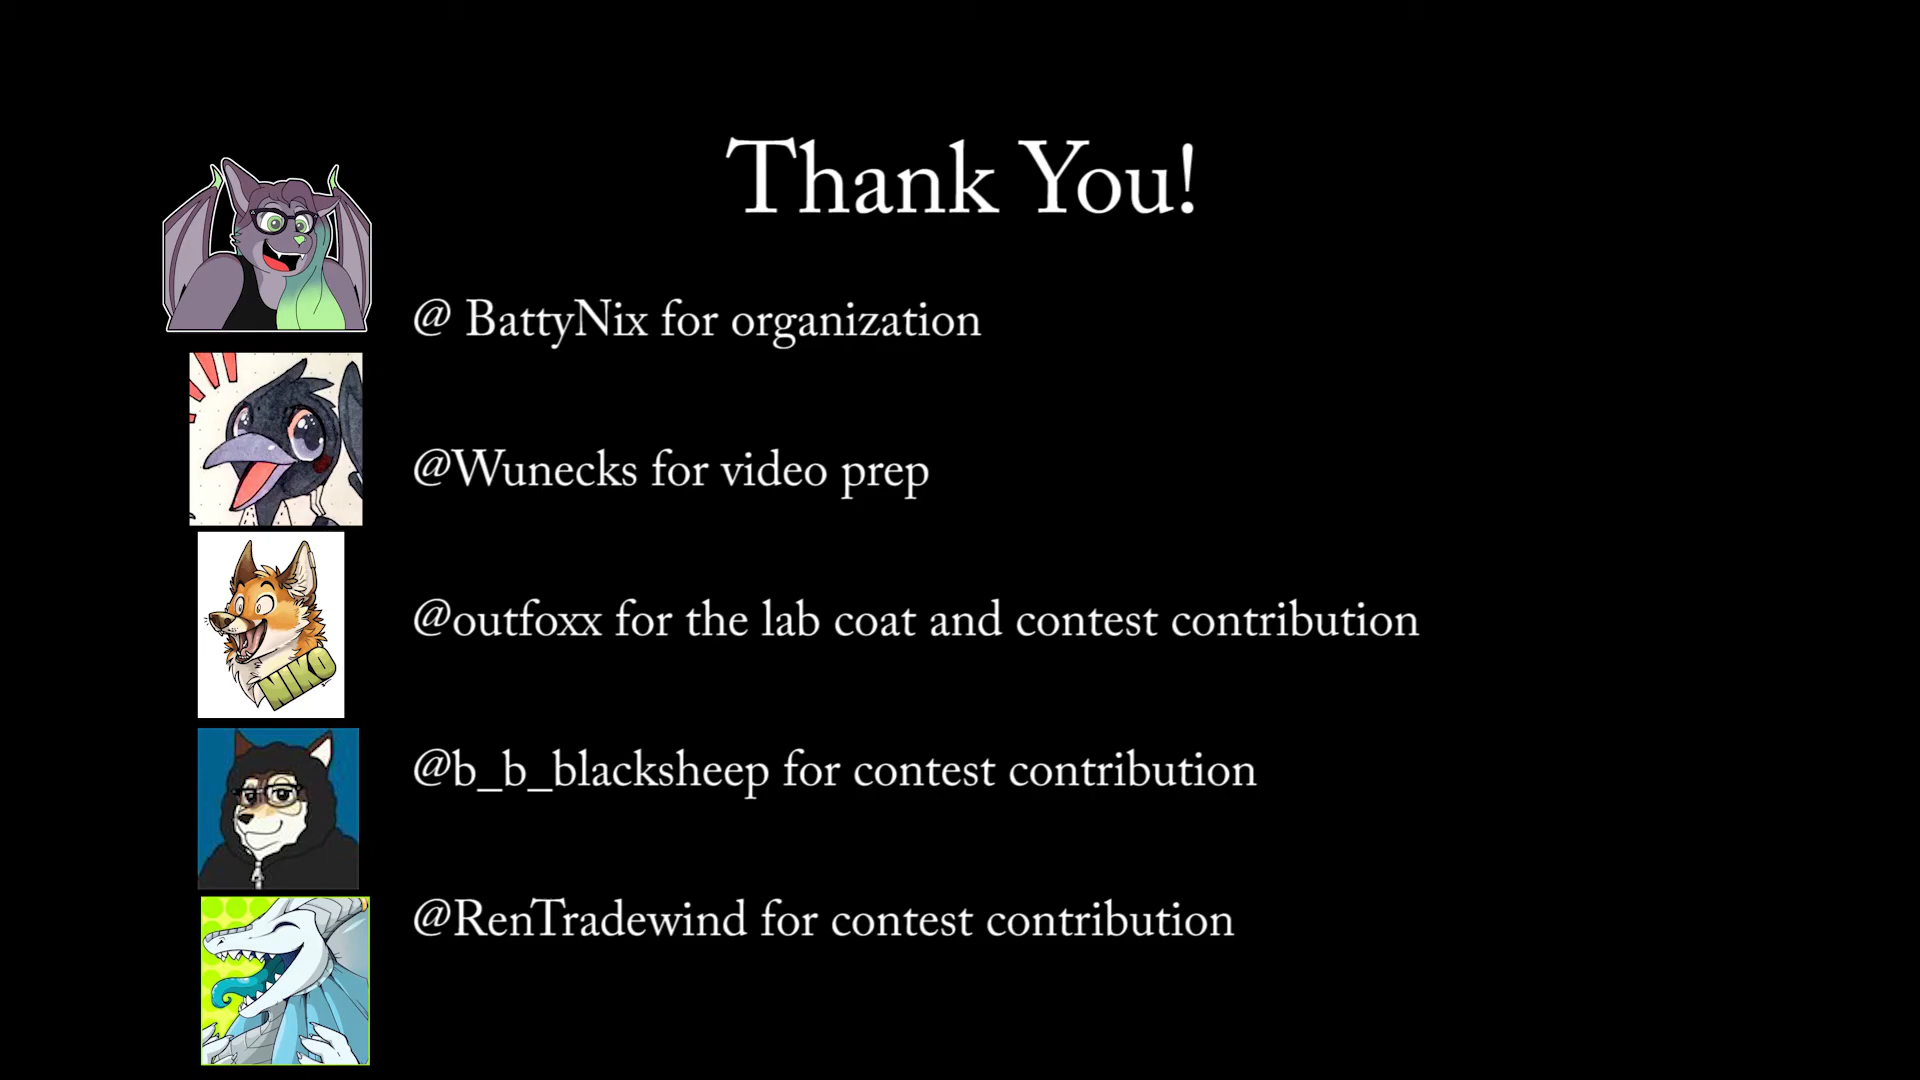 Thank You!
@ BattyNix for organization
@Wunecks for video prep
@outfoxx for the lab coat and contest contribution
NIKO
@b_b_blacksheep for contest contribution
@RenTradewind for contest contribution